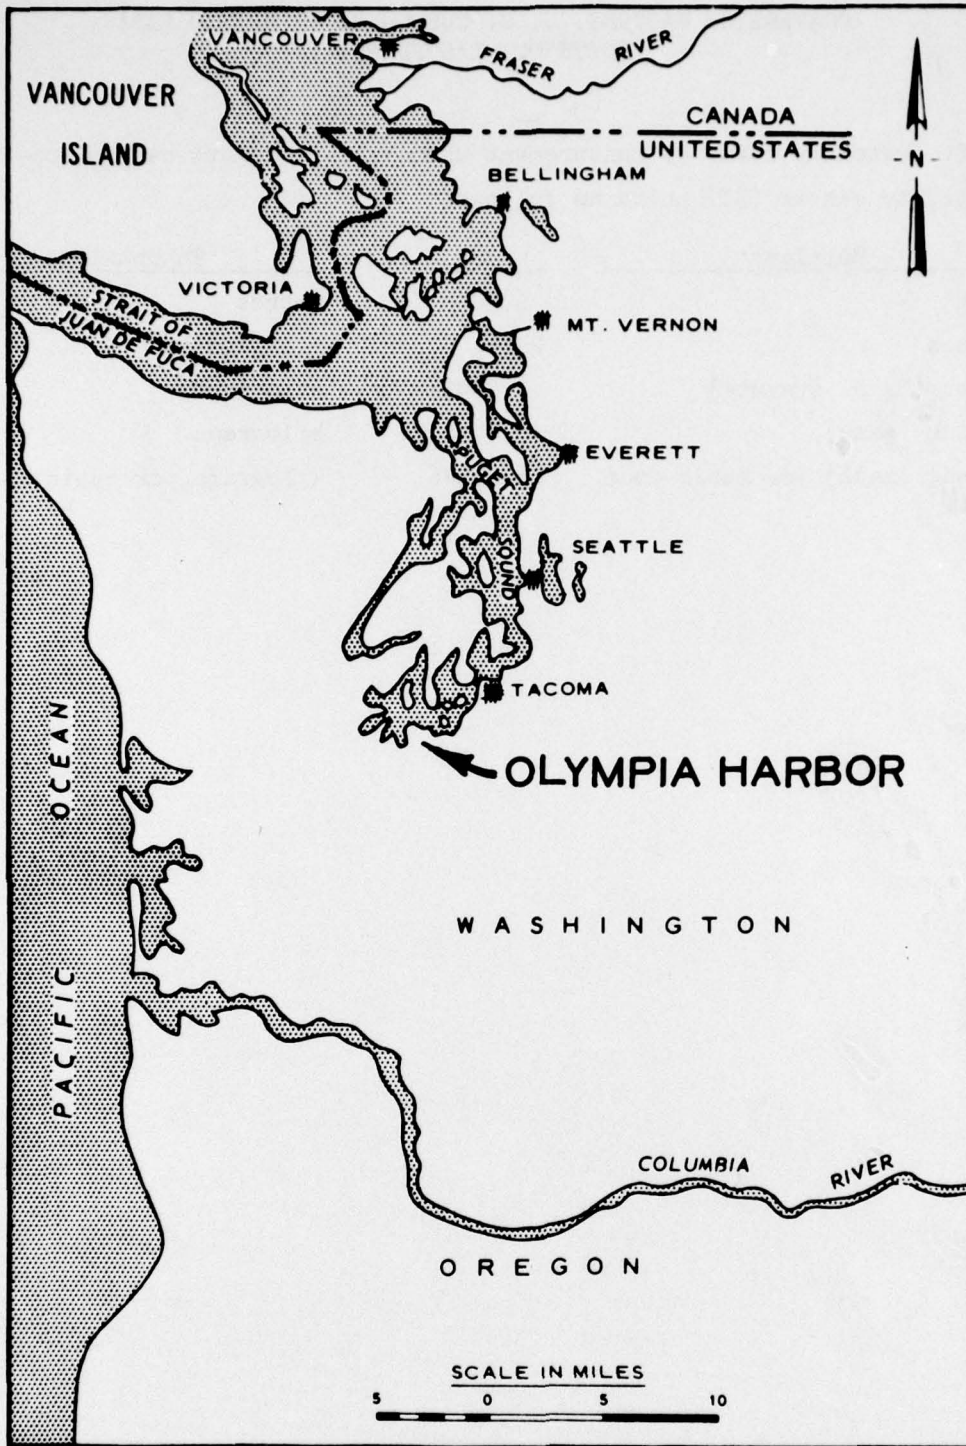 VANCOUVER
FRASER RIVER
VANCOUVER
ISLAND
CANADA
UNITED STATES
- N -
BELLINGHAM
VICTORIA
STRAIT OF
JUAN DE FUCA
MT. VERNON
EVERETT
PUGET SOUND
SEATTLE
TACOMA
OLYMPIA HARBOR
PACIFIC OCEAN
WASHINGTON
COLUMBIA RIVER
OREGON
SCALE IN MILES
5 0 5 10